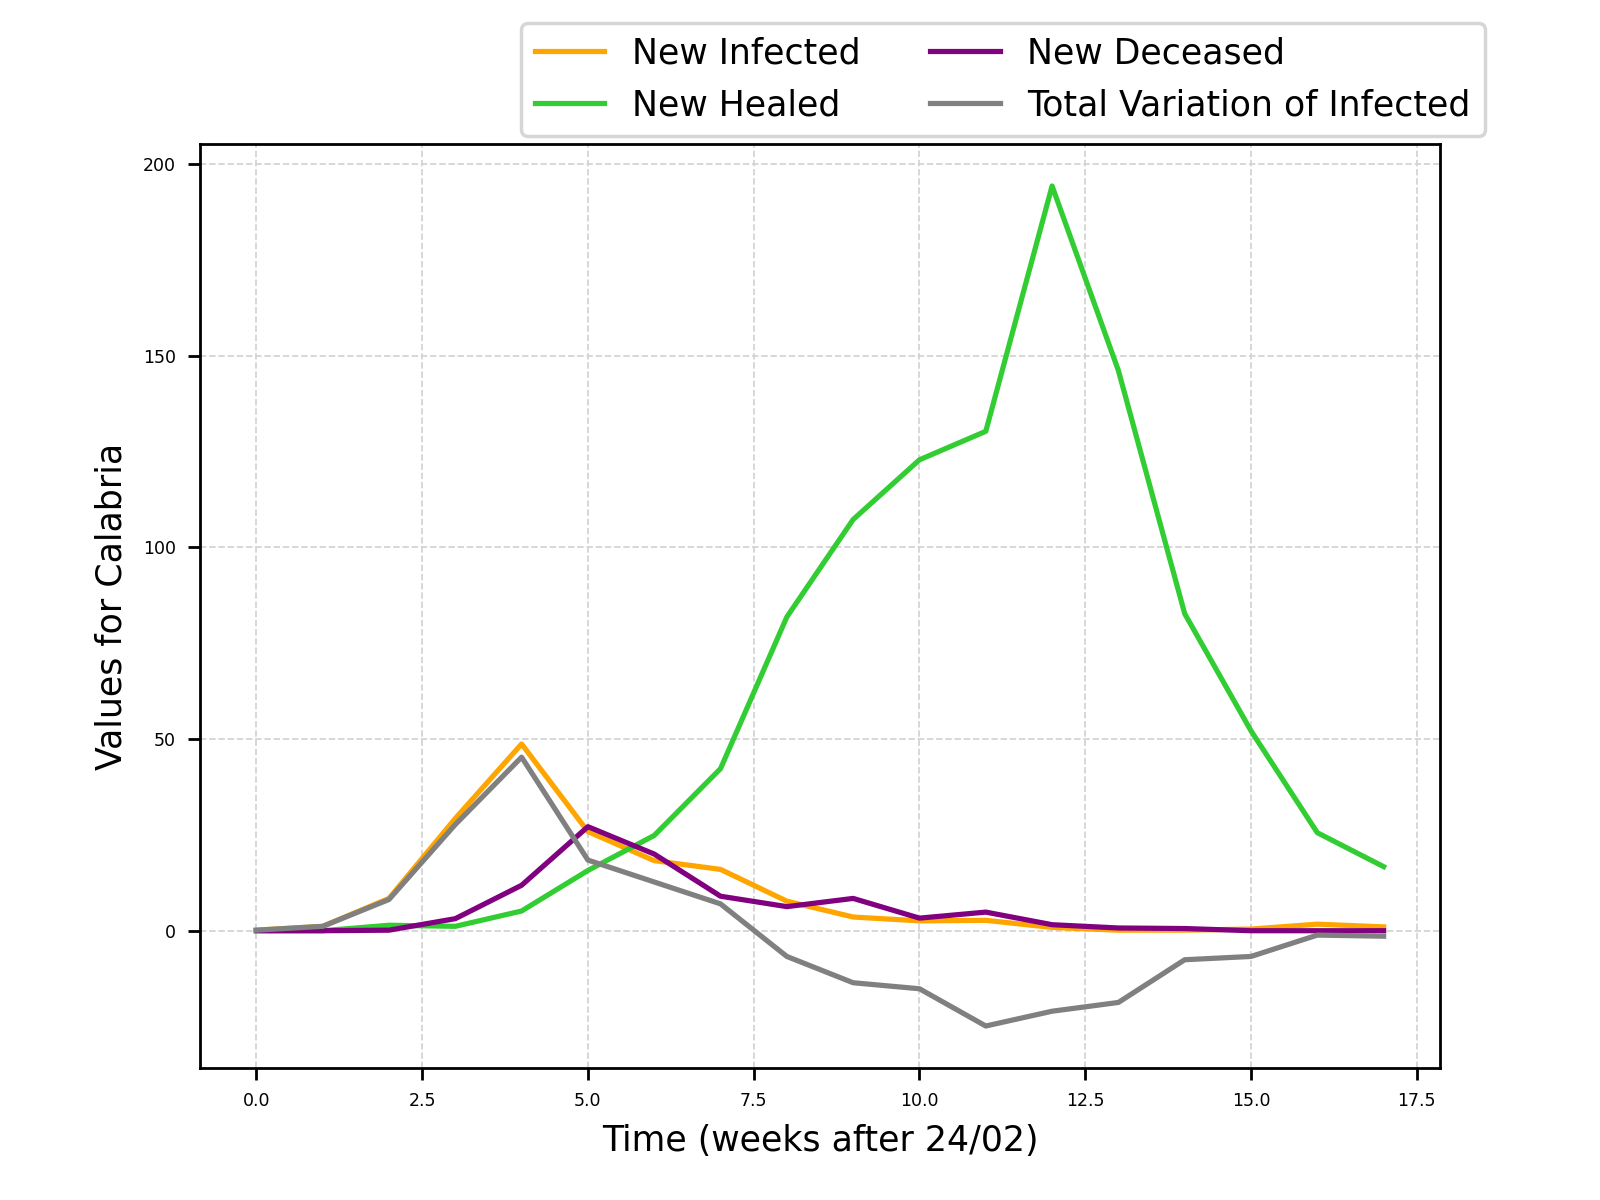 New Infected
New Healed
New Deceased
Total Variation of Infected
200
150
100
50
0
Values for Calabria
0.0 2.5 5.0 7.5 10.0 12.5 15.0 17.5
Time (weeks after 24/02)